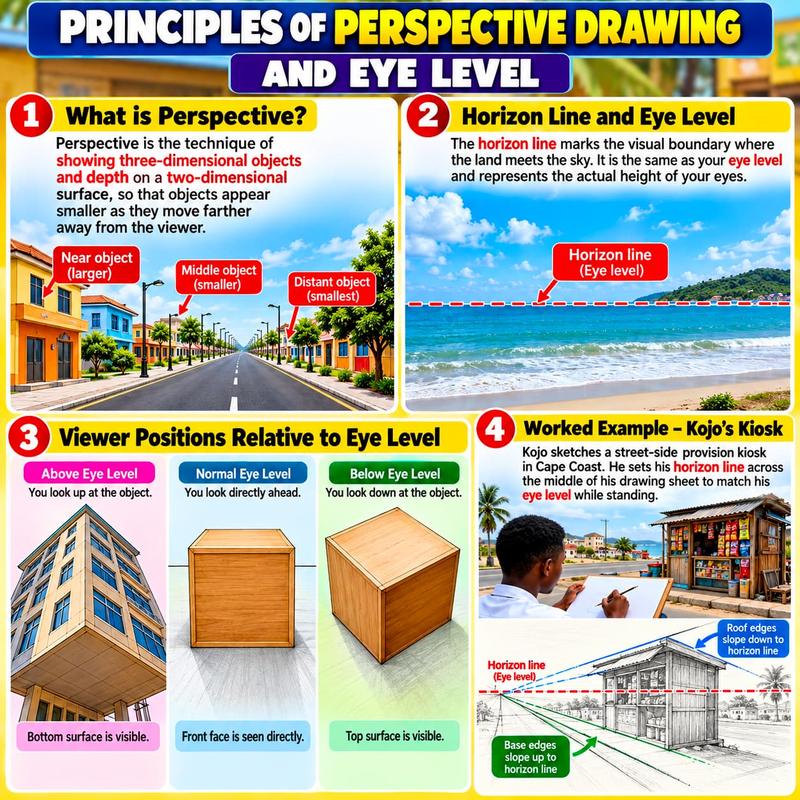 PRINCIPLES OF PERSPECTIVE DRAWING
AND EYE LEVEL
1 What is Perspective?
Perspective is the technique of
showing three-dimensional objects
and depth on a two-dimensional
surface, so that objects appear
smaller as they move farther
away from the viewer.
Near object
(larger)
Middle object
(smaller)
Distant object
(smallest)
2 Horizon Line and Eye Level
The horizon line marks the visual boundary where
the land meets the sky. It is the same as your eye level
and represents the actual height of your eyes.
Horizon line
(Eye level)
3 Viewer Positions Relative to Eye Level
Above Eye Level
You look up at the object.
Bottom surface is visible.
Normal Eye Level
You look directly ahead.
Front face is seen directly.
Below Eye Level
You look down at the object.
Top surface is visible.
4 Worked Example – Kojo's Kiosk
Kojo sketches a street-side provision kiosk
in Cape Coast. He sets his horizon line across
the middle of his drawing sheet to match his
eye level while standing.
Roof edges
slope down to
horizon line
Horizon line
(Eye level)
Base edges
slope up to
horizon line